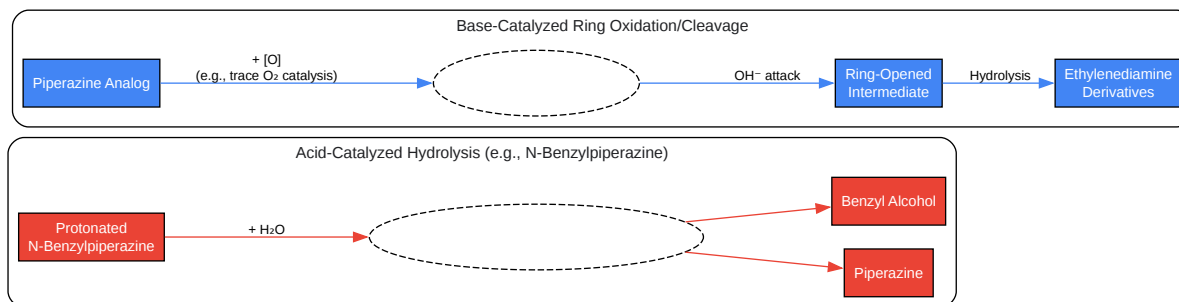 Base-Catalyzed Ring Oxidation/Cleavage
Piperazine Analog
+ [O]
(e.g., trace O₂ catalysis)
OH⁻ attack
Ring-Opened
Intermediate
Hydrolysis
Ethylenediamine
Derivatives
Acid-Catalyzed Hydrolysis (e.g., N-Benzylpiperazine)
Protonated
N-Benzylpiperazine
+ H₂O
Benzyl Alcohol
Piperazine